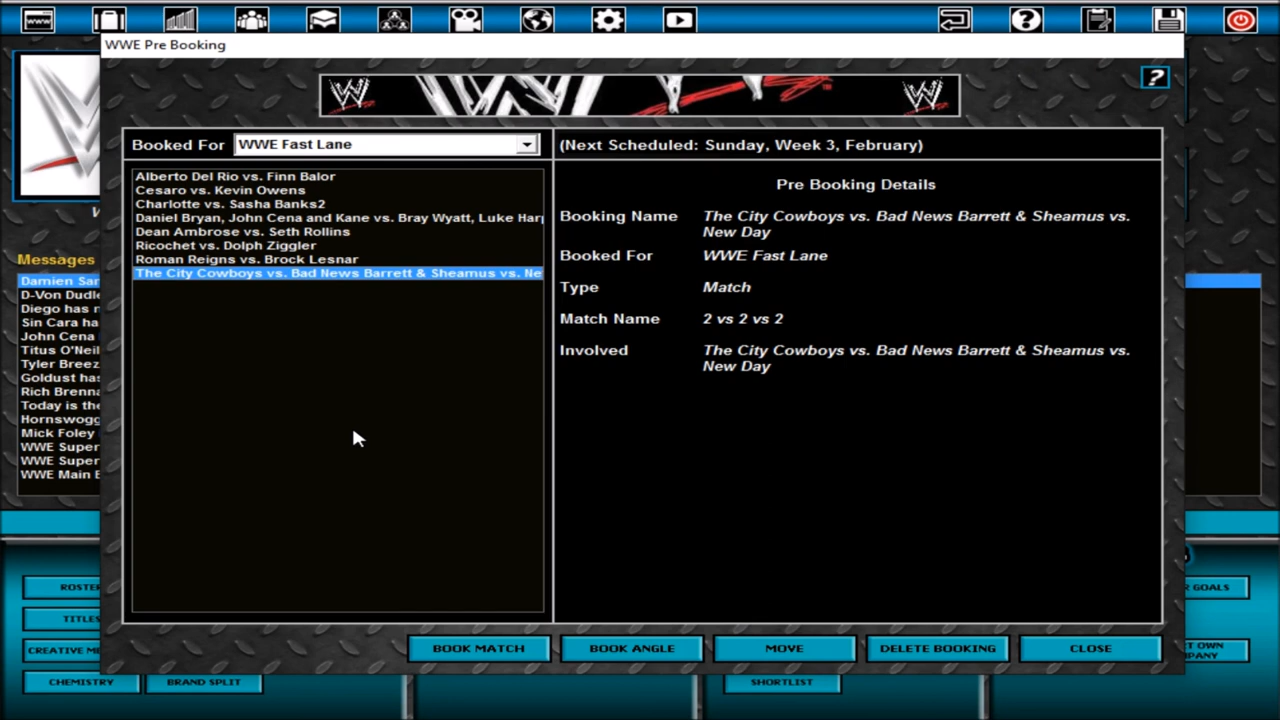 www
WWE Pre Booking
?
Booked For WWE Fast Lane
(Next Scheduled: Sunday, Week 3, February)
Alberto Del Rio vs. Finn Balor
Cesaro vs. Kevin Owens
Charlotte vs. Sasha Banks2
Daniel Bryan, John Cena and Kane vs. Bray Wyatt, Luke Harp
Dean Ambrose vs. Seth Rollins
Ricochet vs. Dolph Ziggler
Roman Reigns vs. Brock Lesnar
The City Cowboys vs. Bad News Barrett & Sheamus vs. Ne
Pre Booking Details
Booking Name The City Cowboys vs. Bad News Barrett & Sheamus vs.
New Day
Booked For WWE Fast Lane
Type Match
Match Name 2 vs 2 vs 2
Involved The City Cowboys vs. Bad News Barrett & Sheamus vs.
New Day
Messages
Damien San
D-Von Dudle
Diego has n
Sin Cara ha
John Cena
Titus O'Neil
Tyler Breez
Goldust has
Rich Brenna
Today is the
Hornswogg
Mick Foley
WWE Super
WWE Super
WWE Main E
BOOK MATCH
BOOK ANGLE
MOVE
DELETE BOOKING
CLOSE
ROSTER
TITLES
CREATIVE ME
CHEMISTRY
BRAND SPLIT
SHORTLIST
R GOALS
T OWN
PANY